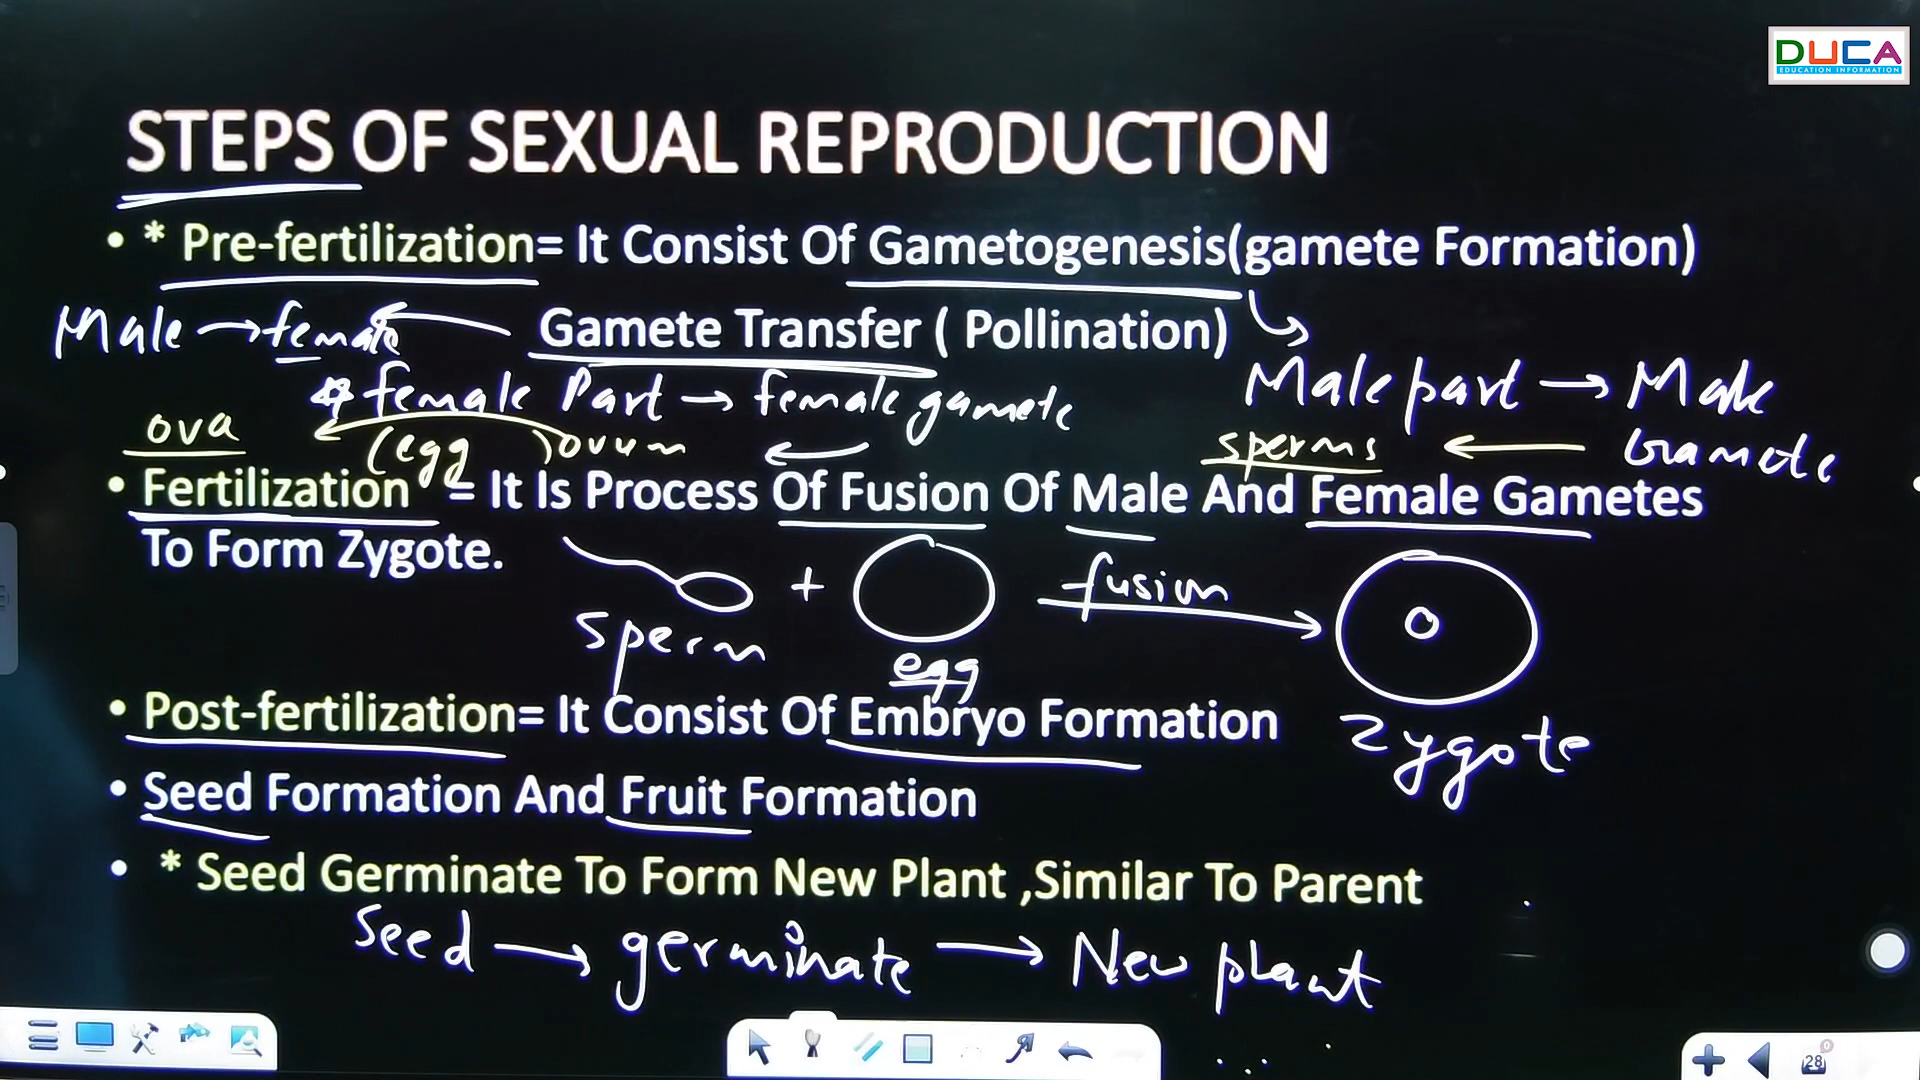 DUCA
EDUCATION INFORMATION
STEPS OF SEXUAL REPRODUCTION
• * Pre-fertilization= It Consist Of Gametogenesis(gamete Formation)
Male → female ← Gamete Transfer ( Pollination)
female Part → female gamete
Male part → Male
Gamete
ova (egg ) ovum ← sperms ←
• Fertilization = It Is Process Of Fusion Of Male And Female Gametes
To Form Zygote.
sperm + egg fusion → zygote
• Post-fertilization= It Consist Of Embryo Formation
• Seed Formation And Fruit Formation
• * Seed Germinate To Form New Plant ,Similar To Parent
Seed → germinate → New plant
28
0